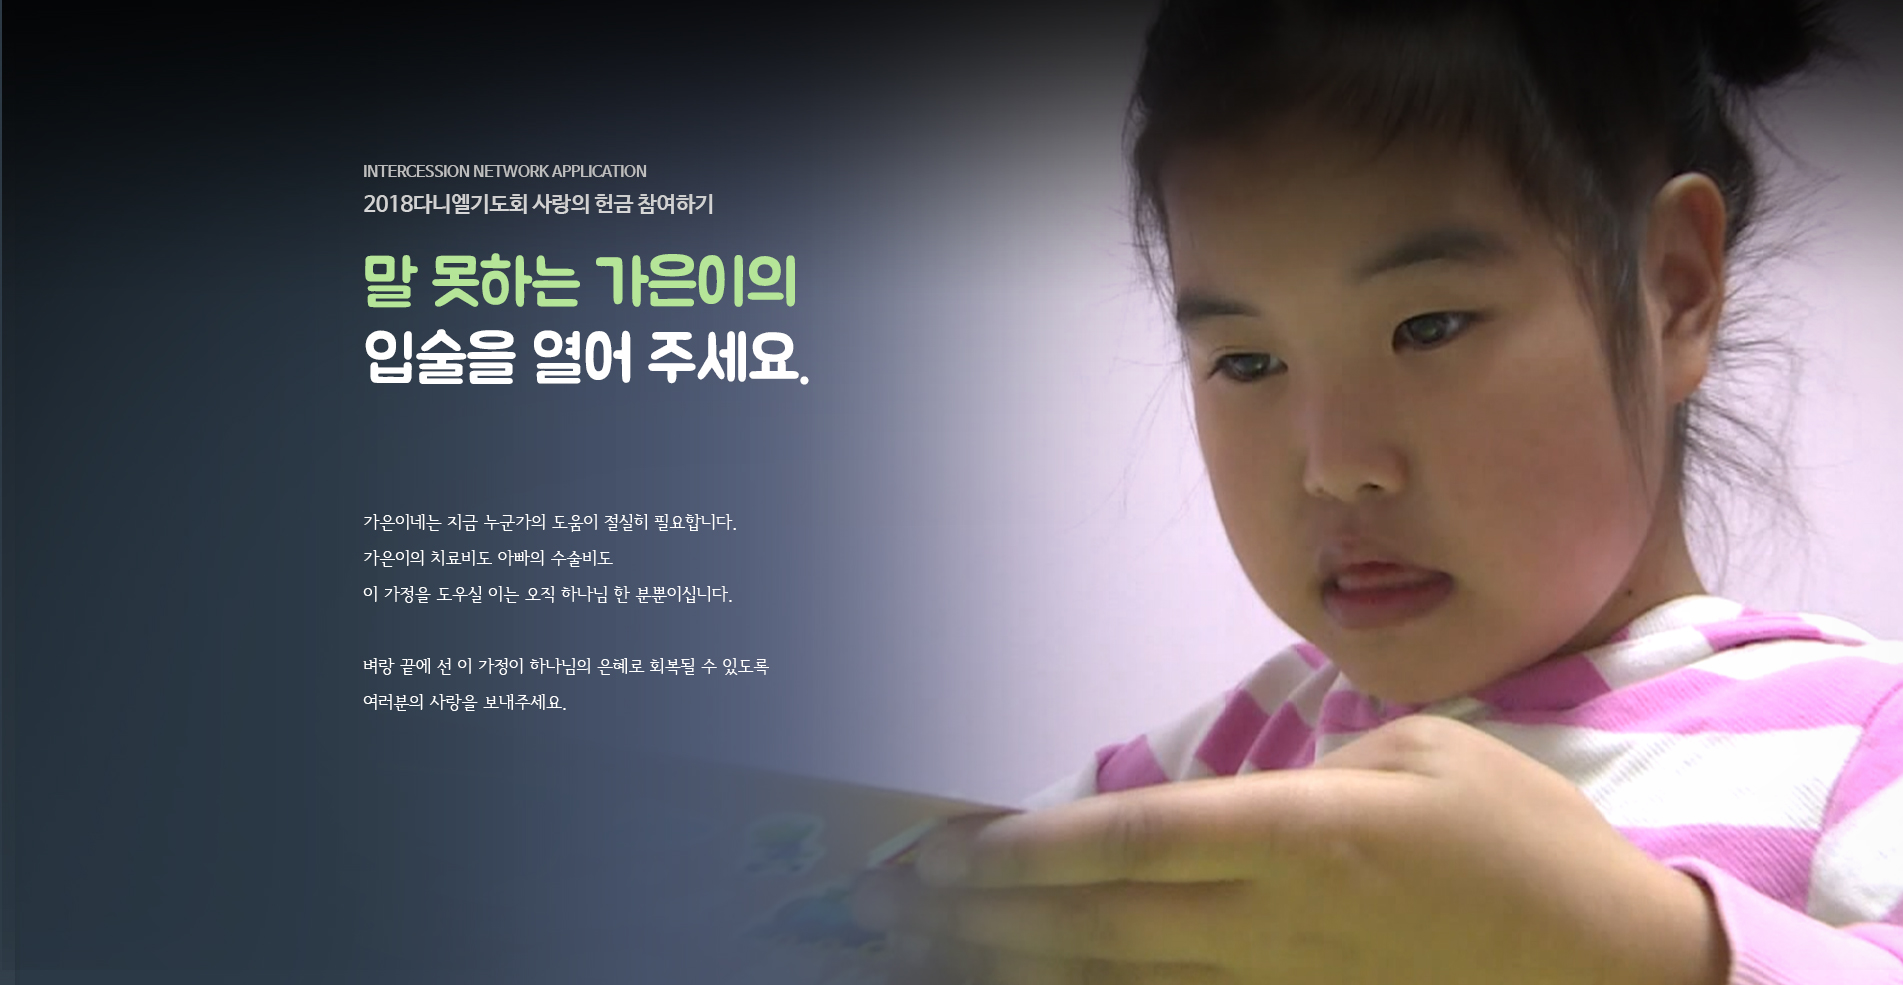 INTERCESSION NETWORK APPLICATION
2018다니엘기도회 사랑의 헌금 참여하기
말 못하는 가은이의
입술을 열어 주세요.
가은이네는 지금 누군가의 도움이 절실히 필요합니다.
가은이의 치료비도 아빠의 수술비도
이 가정을 도우실 이는 오직 하나님 한 분뿐이십니다.
벼랑 끝에 선 이 가정이 하나님의 은혜로 회복될 수 있도록
여러분의 사랑을 보내주세요.